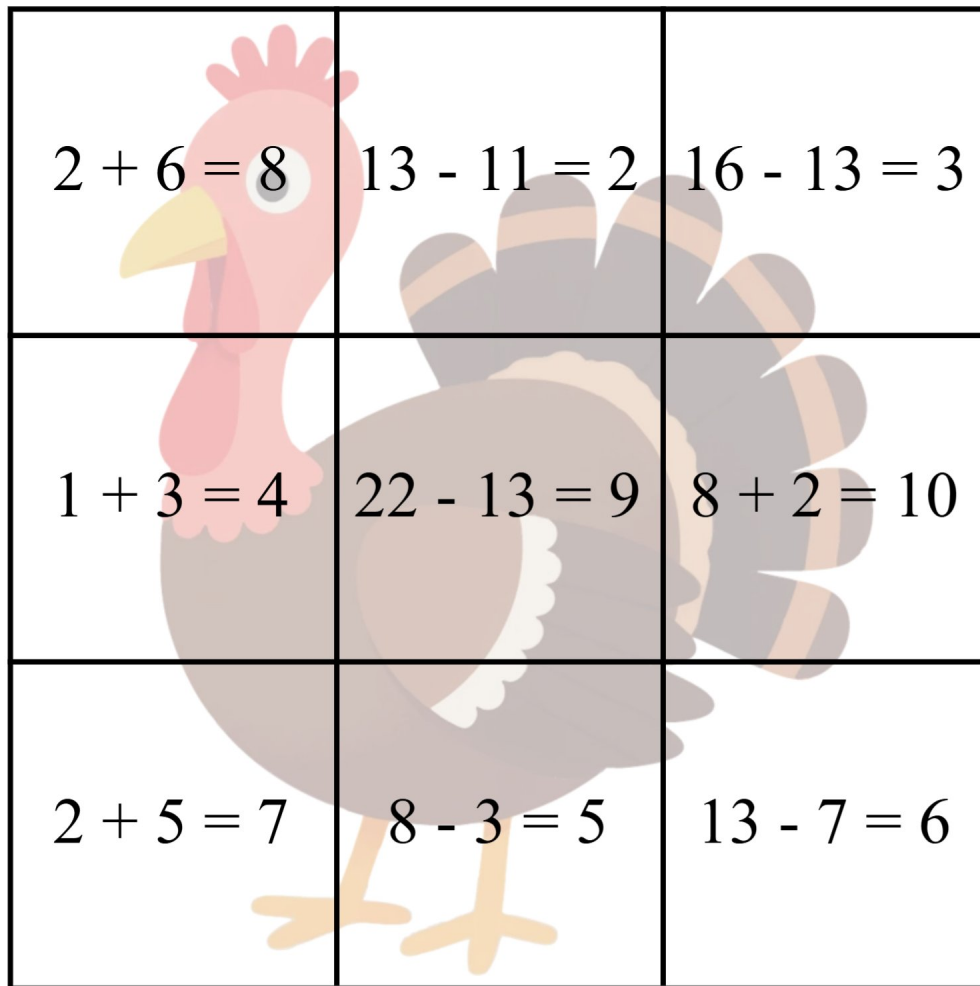 2 + 6 = 8
13 - 11 = 2
16 - 13 = 3
1 + 3 = 4
22 - 13 = 9
8 + 2 = 10
2 + 5 = 7
8 - 3 = 5
13 - 7 = 6